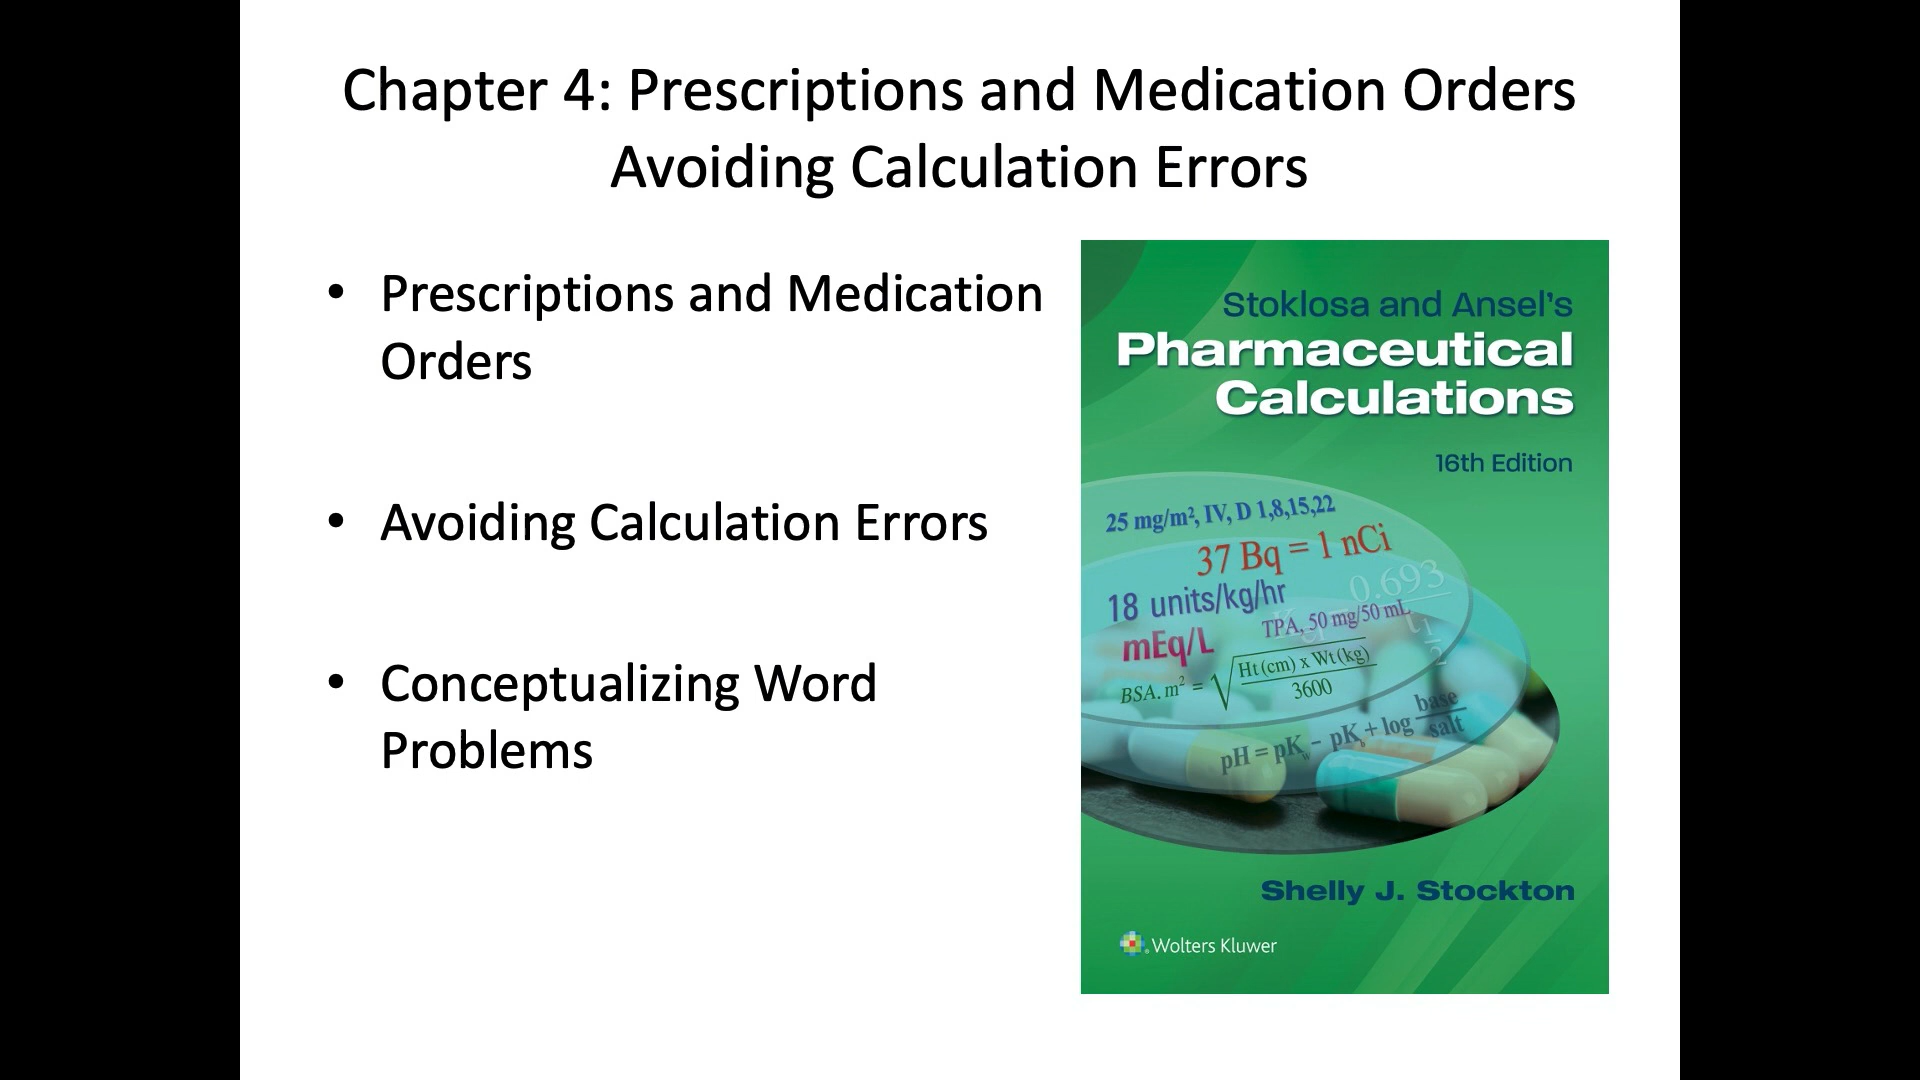 Chapter 4: Prescriptions and Medication Orders
Avoiding Calculation Errors
• Prescriptions and Medication
Orders
• Avoiding Calculation Errors
• Conceptualizing Word
Problems
Stoklosa and Ansel's
Pharmaceutical
Calculations
16th Edition
25 mg/m², IV, D 1,8,15,22
37 Bq = 1 nCi
18 units/kg/hr
0.693
t1/2
TPA, 50 mg/50 mL
mEq/L
BSA. m² = √ Ht (cm) x Wt (kg)
3600
pH = pKw – pKb + log base
salt
Shelly J. Stockton
Wolters Kluwer